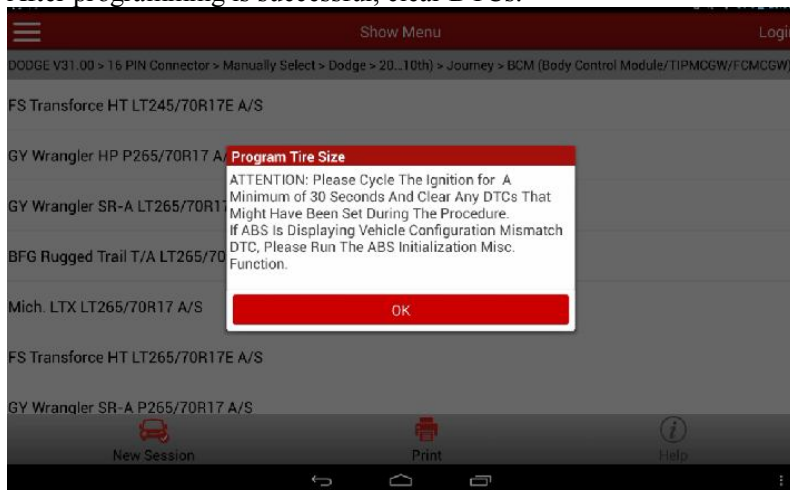 After programming is successful, clear DTCs.
Show Menu
Logi
DODGE V31.00 > 16 PIN Connector > Manually Select > Dodge > 20...10th) > Journey > BCM (Body Control Module/TIPMCGW/FCMCGW)
FS Transforce HT LT245/70R17E A/S
GY Wrangler HP P265/70R17 A/
Program Tire Size
ATTENTION: Please Cycle The Ignition for A
Minimum of 30 Seconds And Clear Any DTCs That
GY Wrangler SR-A LT265/70R17
Might Have Been Set During The Procedure.
If ABS Is Displaying Vehicle Configuration Mismatch
DTC, Please Run The ABS Initialization Misc.
BFG Rugged Trail T/A LT265/70
Function.
Mich. LTX LT265/70R17 A/S
OK
FS Transforce HT LT265/70R17E A/S
GY Wrangler SR-A P265/70R17 A/S
New Session
Print
Help